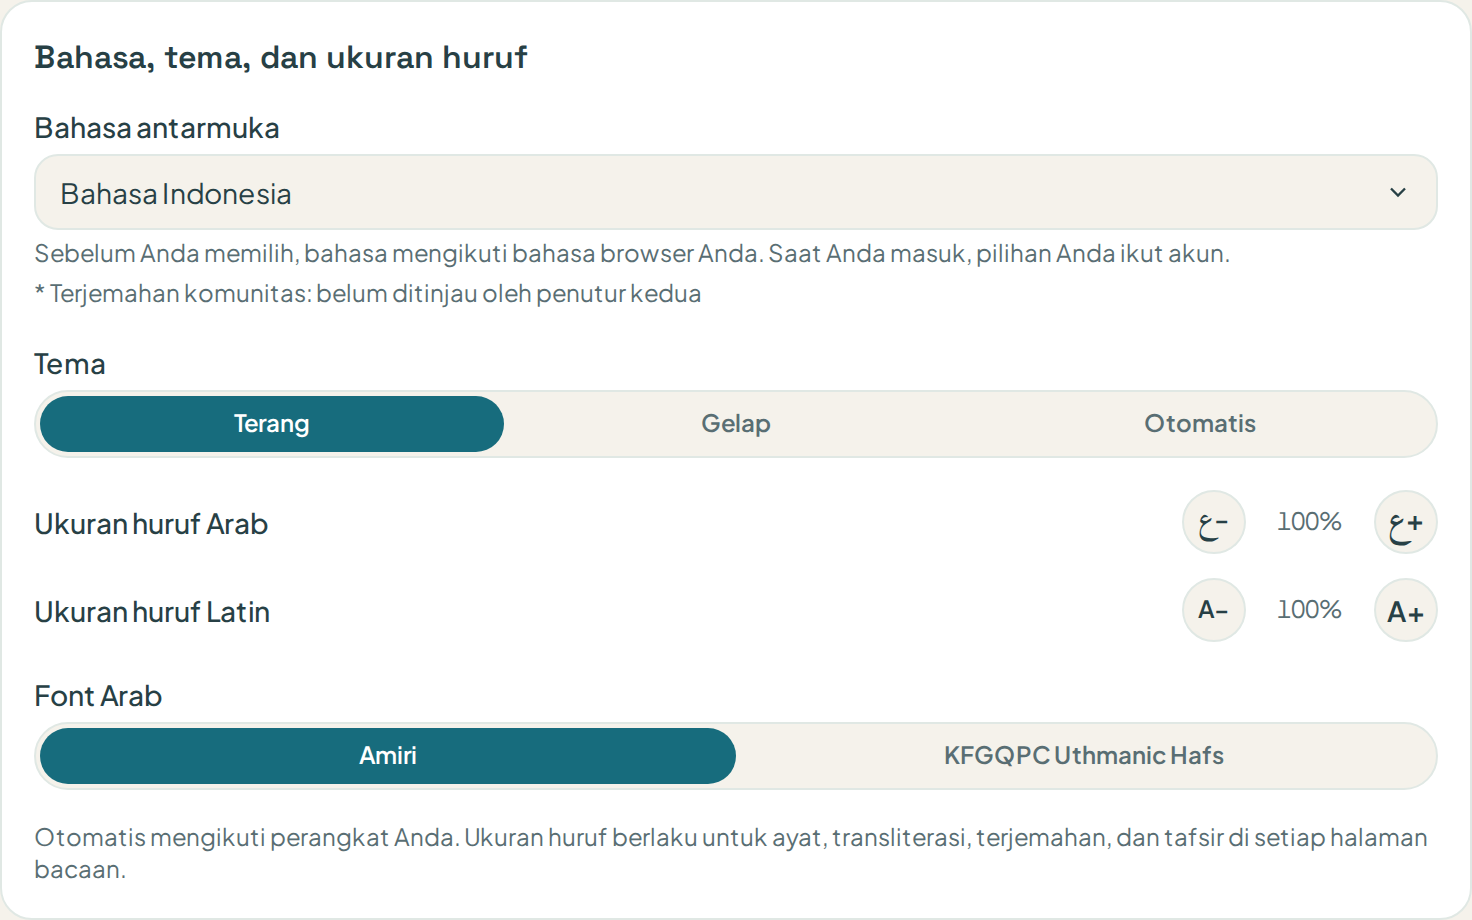 Bahasa, tema, dan ukuran huruf
Bahasa antarmuka
Bahasa Indonesia
Sebelum Anda memilih, bahasa mengikuti bahasa browser Anda. Saat Anda masuk, pilihan Anda ikut akun.
* Terjemahan komunitas: belum ditinjau oleh penutur kedua
Tema
Terang Gelap Otomatis
Ukuran huruf Arab ع− 100% ع+
Ukuran huruf Latin A− 100% A+
Font Arab
Amiri KFGQPC Uthmanic Hafs
Otomatis mengikuti perangkat Anda. Ukuran huruf berlaku untuk ayat, transliterasi, terjemahan, dan tafsir di setiap halaman
bacaan.